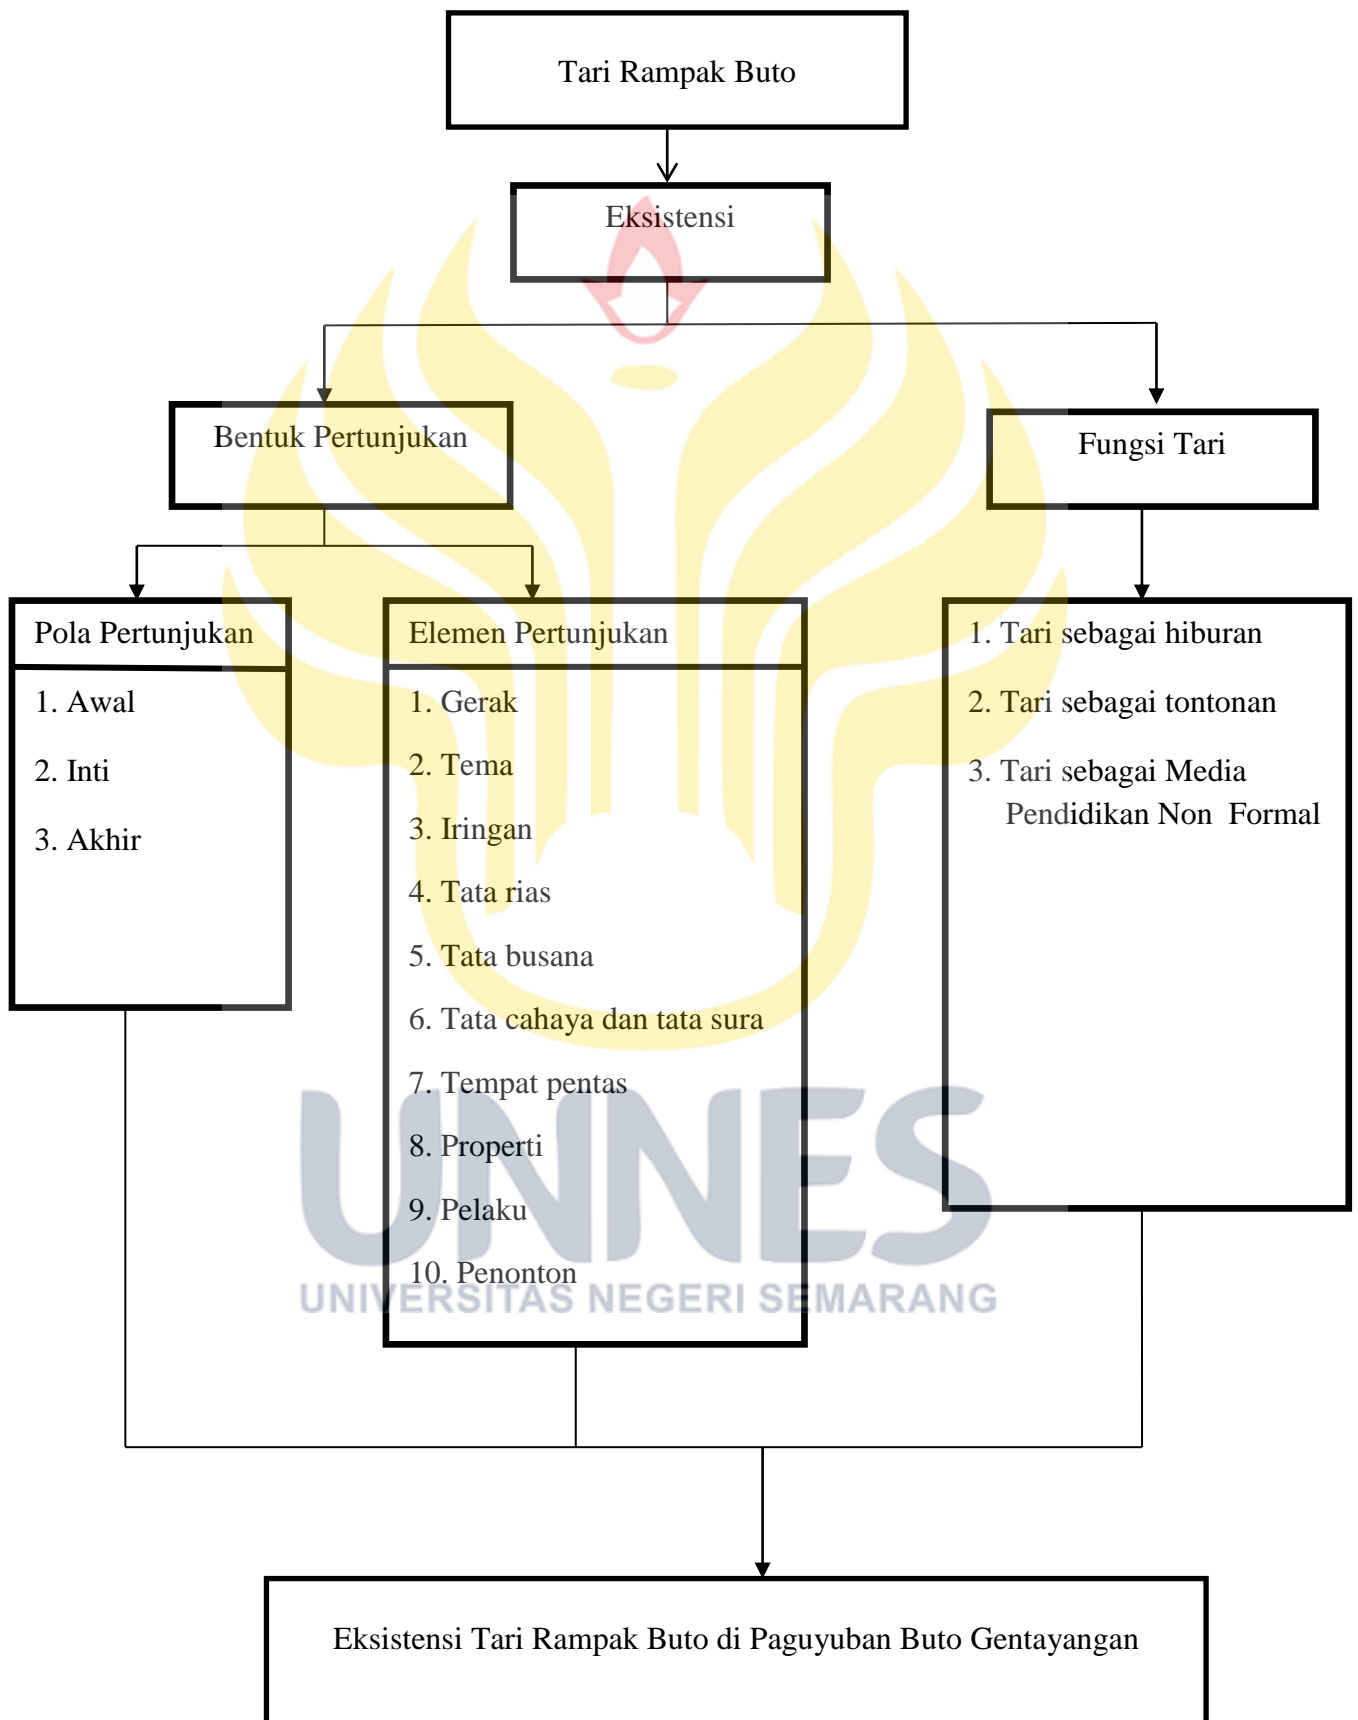 Tari Rampak Buto
Eksistensi
Bentuk Pertunjukan
Fungsi Tari
Pola Pertunjukan
1. Awal
2. Inti
3. Akhir
Elemen Pertunjukan
1. Gerak
2. Tema
3. Iringan
4. Tata rias
5. Tata busana
6. Tata cahaya dan tata sura
7. Tempat pentas
8. Properti
9. Pelaku
10. Penonton
1. Tari sebagai hiburan
2. Tari sebagai tontonan
3. Tari sebagai Media
Pendidikan Non Formal
UNNES
UNIVERSITAS NEGERI SEMARANG
Eksistensi Tari Rampak Buto di Paguyuban Buto Gentayangan